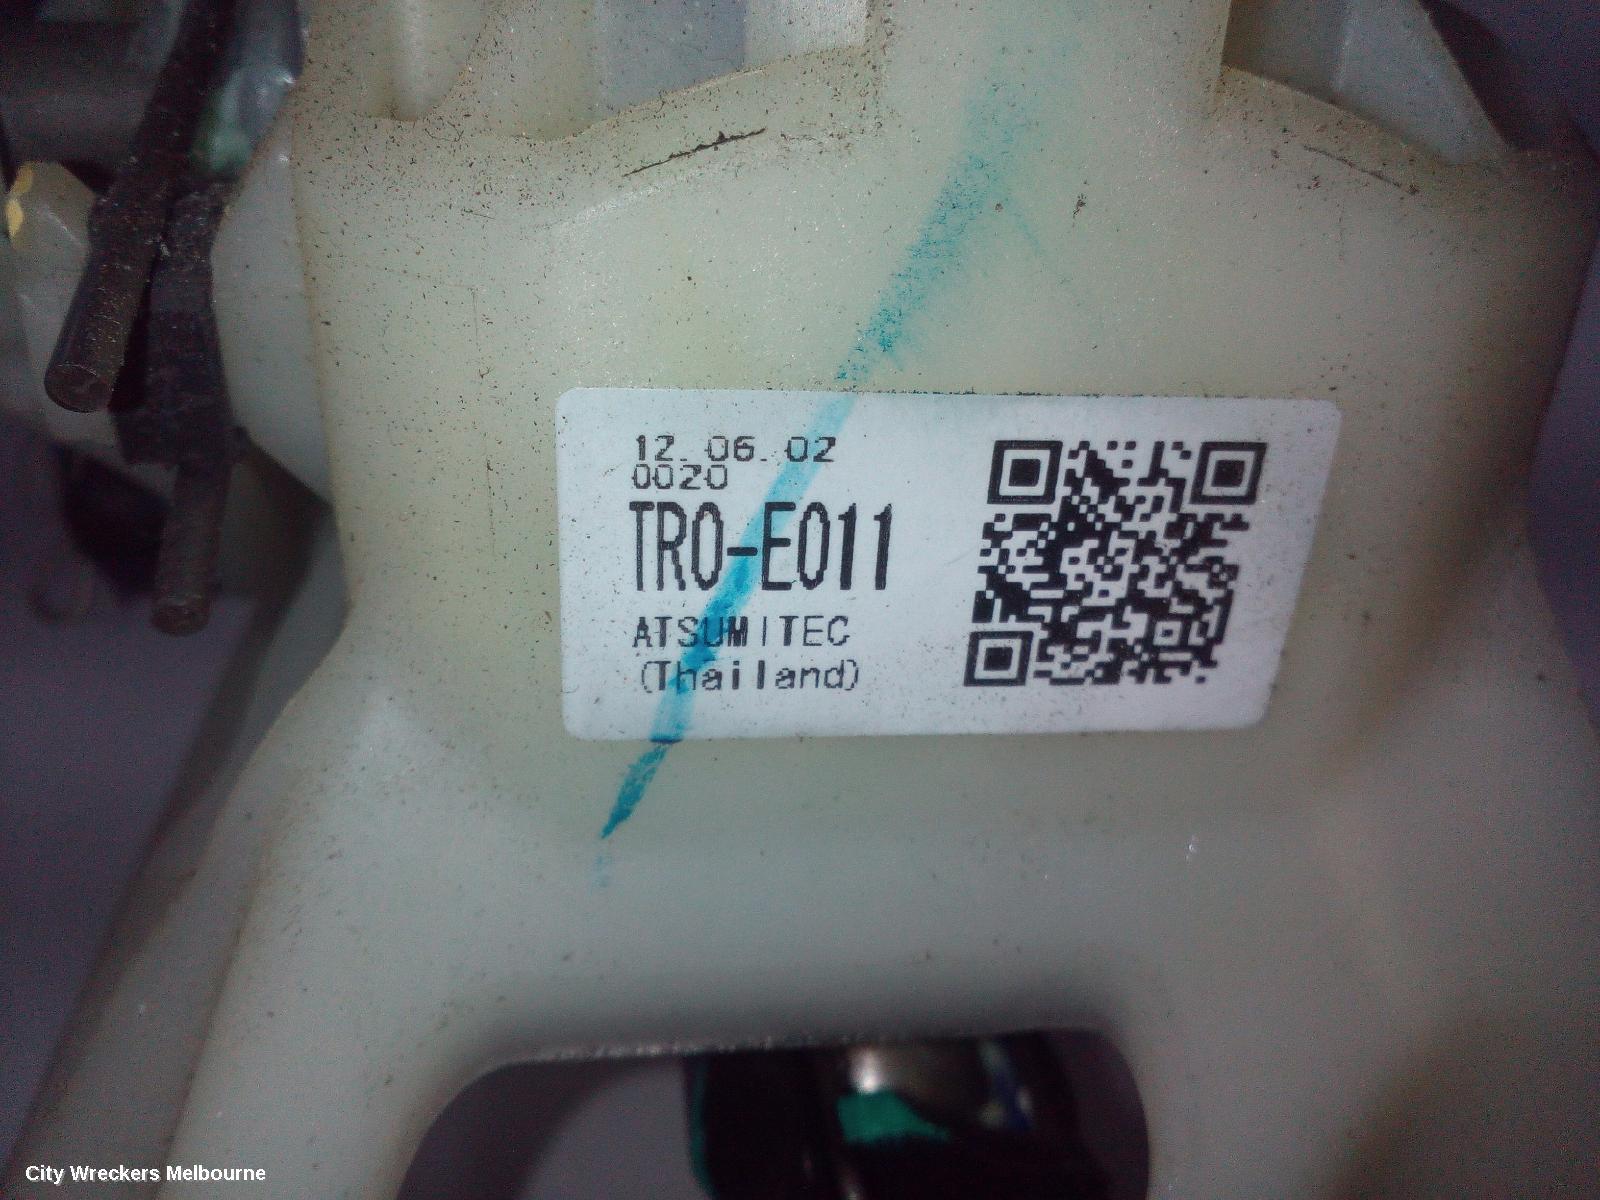 12.06.02
0020
TR0-E011
ATSUMITEC
(Thailand)
City Wreckers Melbourne